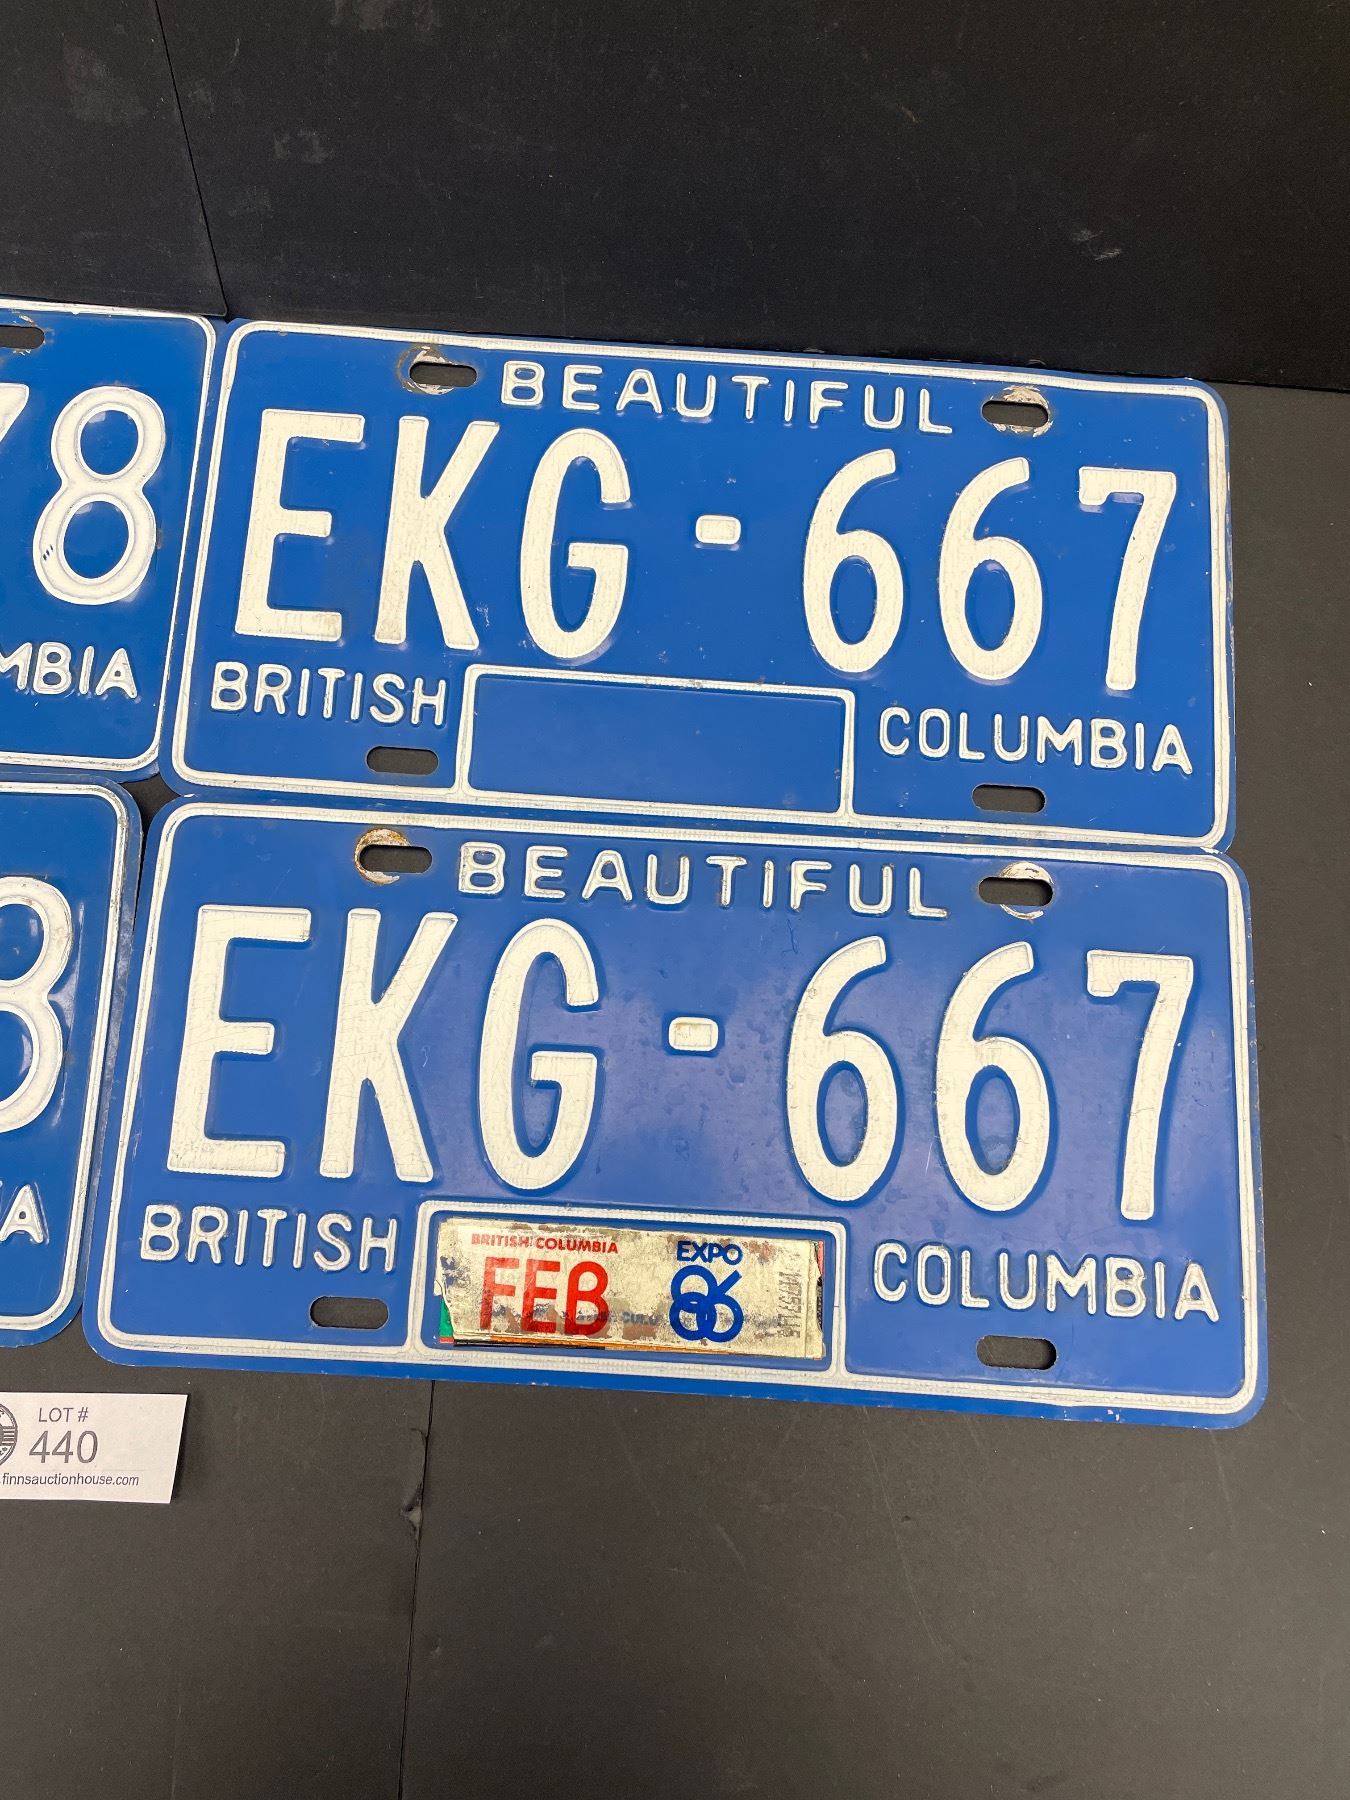 BEAUTIFUL
EKG-667
BRITISH COLUMBIA
78
MBIA
BEAUTIFUL
EKG-667
BRITISH COLUMBIA
BRITISH COLUMBIA
FEB
EXPO
86
8
IA
LOT #
440
finnsauctionhouse.com